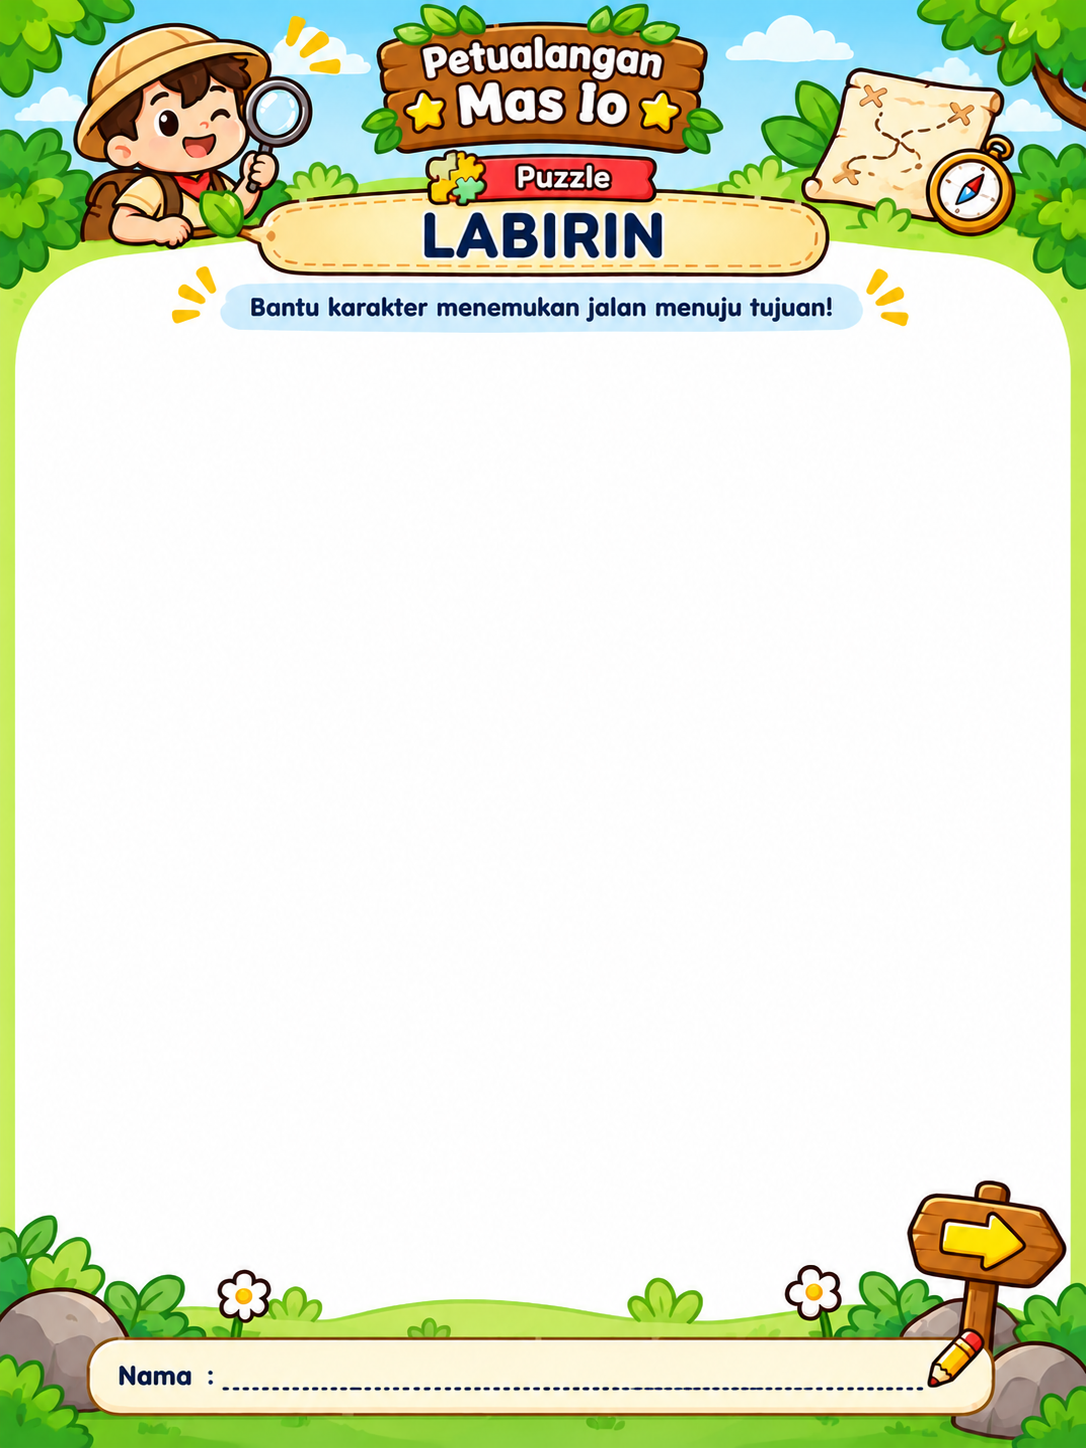 Petualangan
Mas Io
Puzzle
LABIRIN
Bantu karakter menemukan jalan menuju tujuan!
Nama :